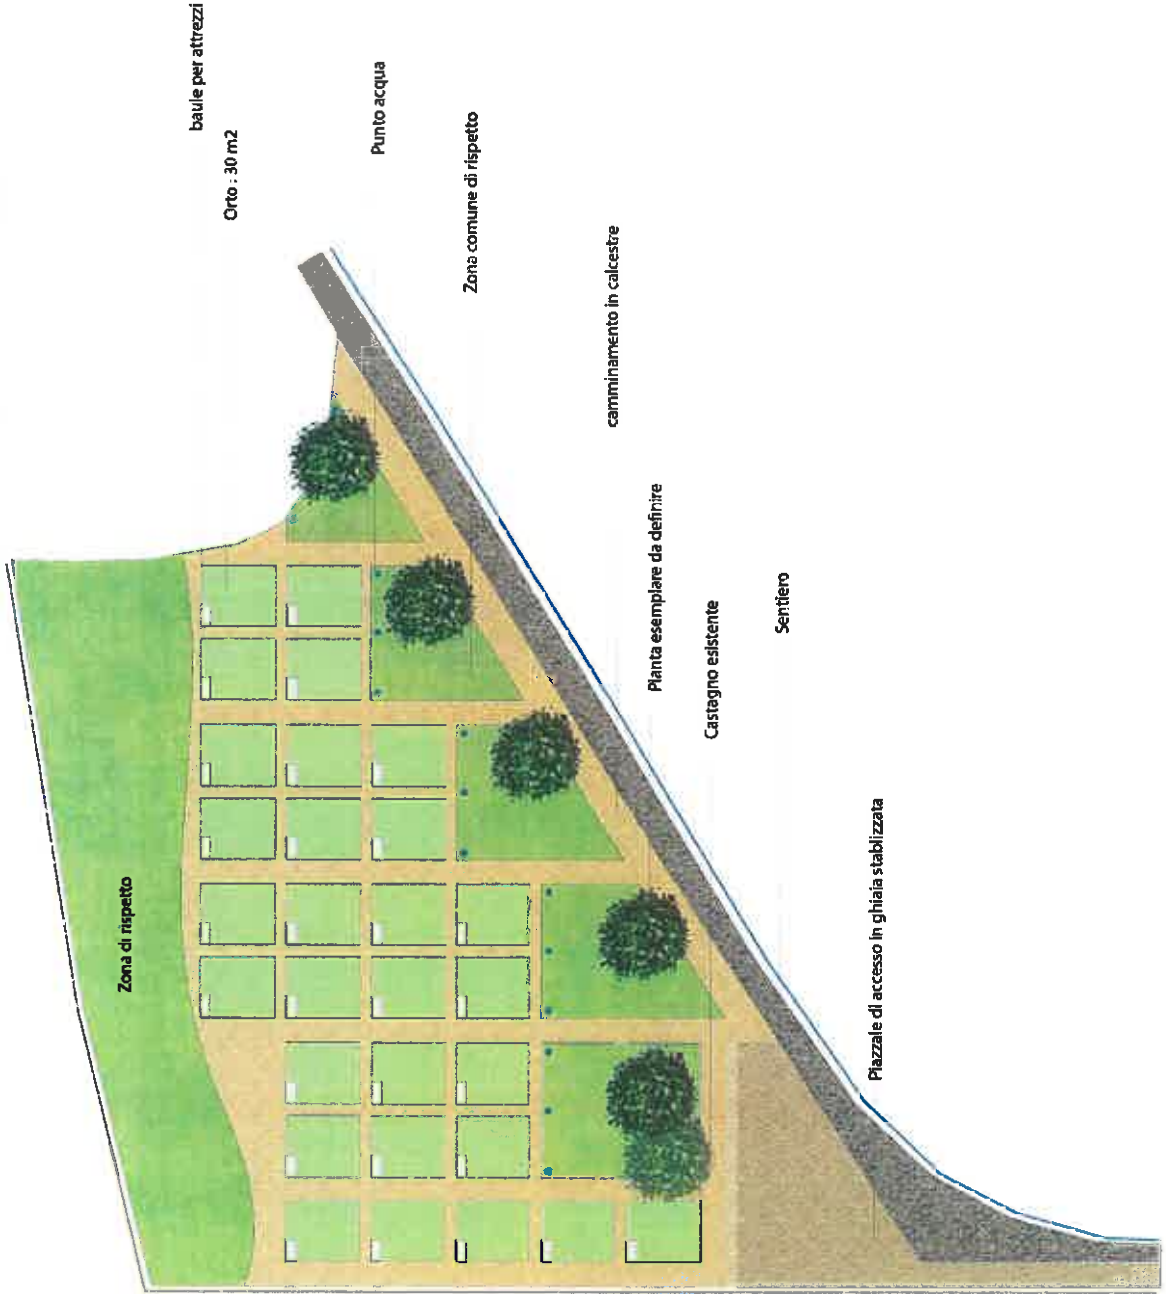 baule per attrezzi
Orto : 30 m2
Punto acqua
Zona comune di rispetto
camminamento in calcestre
Pianta esemplare da definire
Castagno esistente
Sentiero
Piazzale di accesso in ghiaia stablizzata
Zona di rispetto